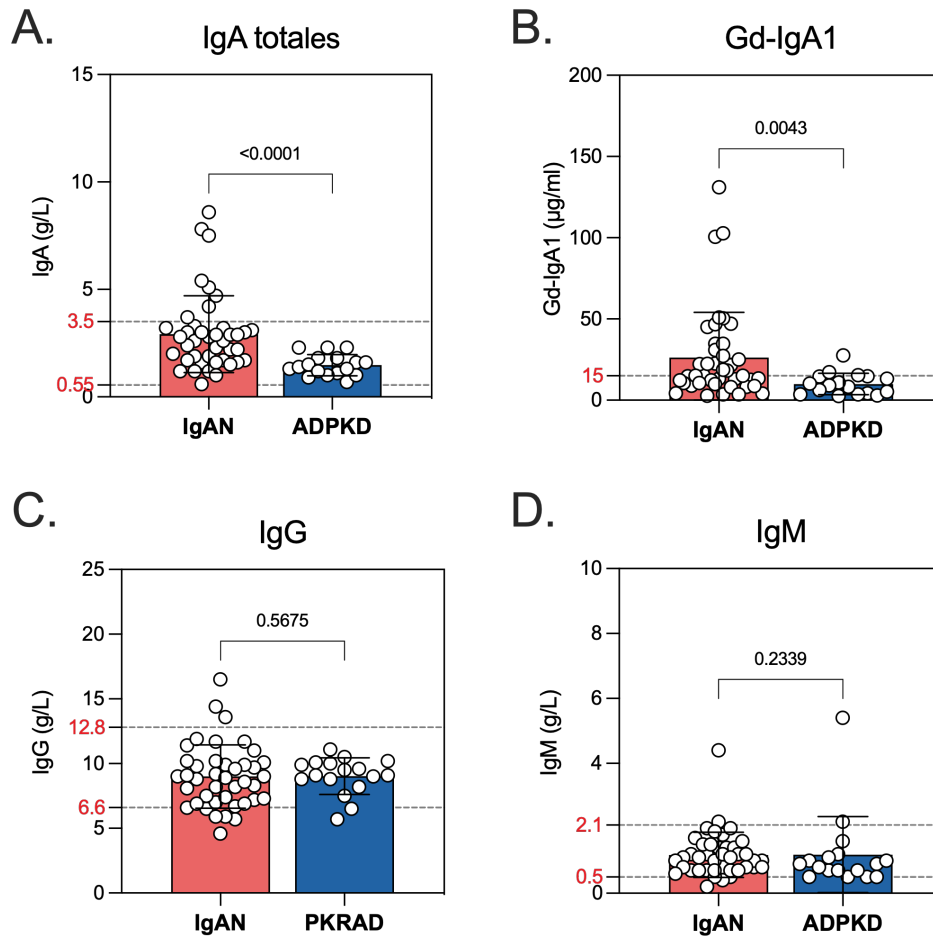 A.
IgA totales
IgA (g/L)
15
10
5
3.5
0.55
0
<0.0001
IgAN
ADPKD
B.
Gd-IgA1
Gd-IgA1 (µg/ml)
200
150
100
50
15
0
0.0043
IgAN
ADPKD
C.
IgG
IgG (g/L)
25
20
15
12.8
10
6.6
5
0
0.5675
IgAN
PKRAD
D.
IgM
IgM (g/L)
10
8
6
4
2.1
0.5
0
0.2339
IgAN
ADPKD